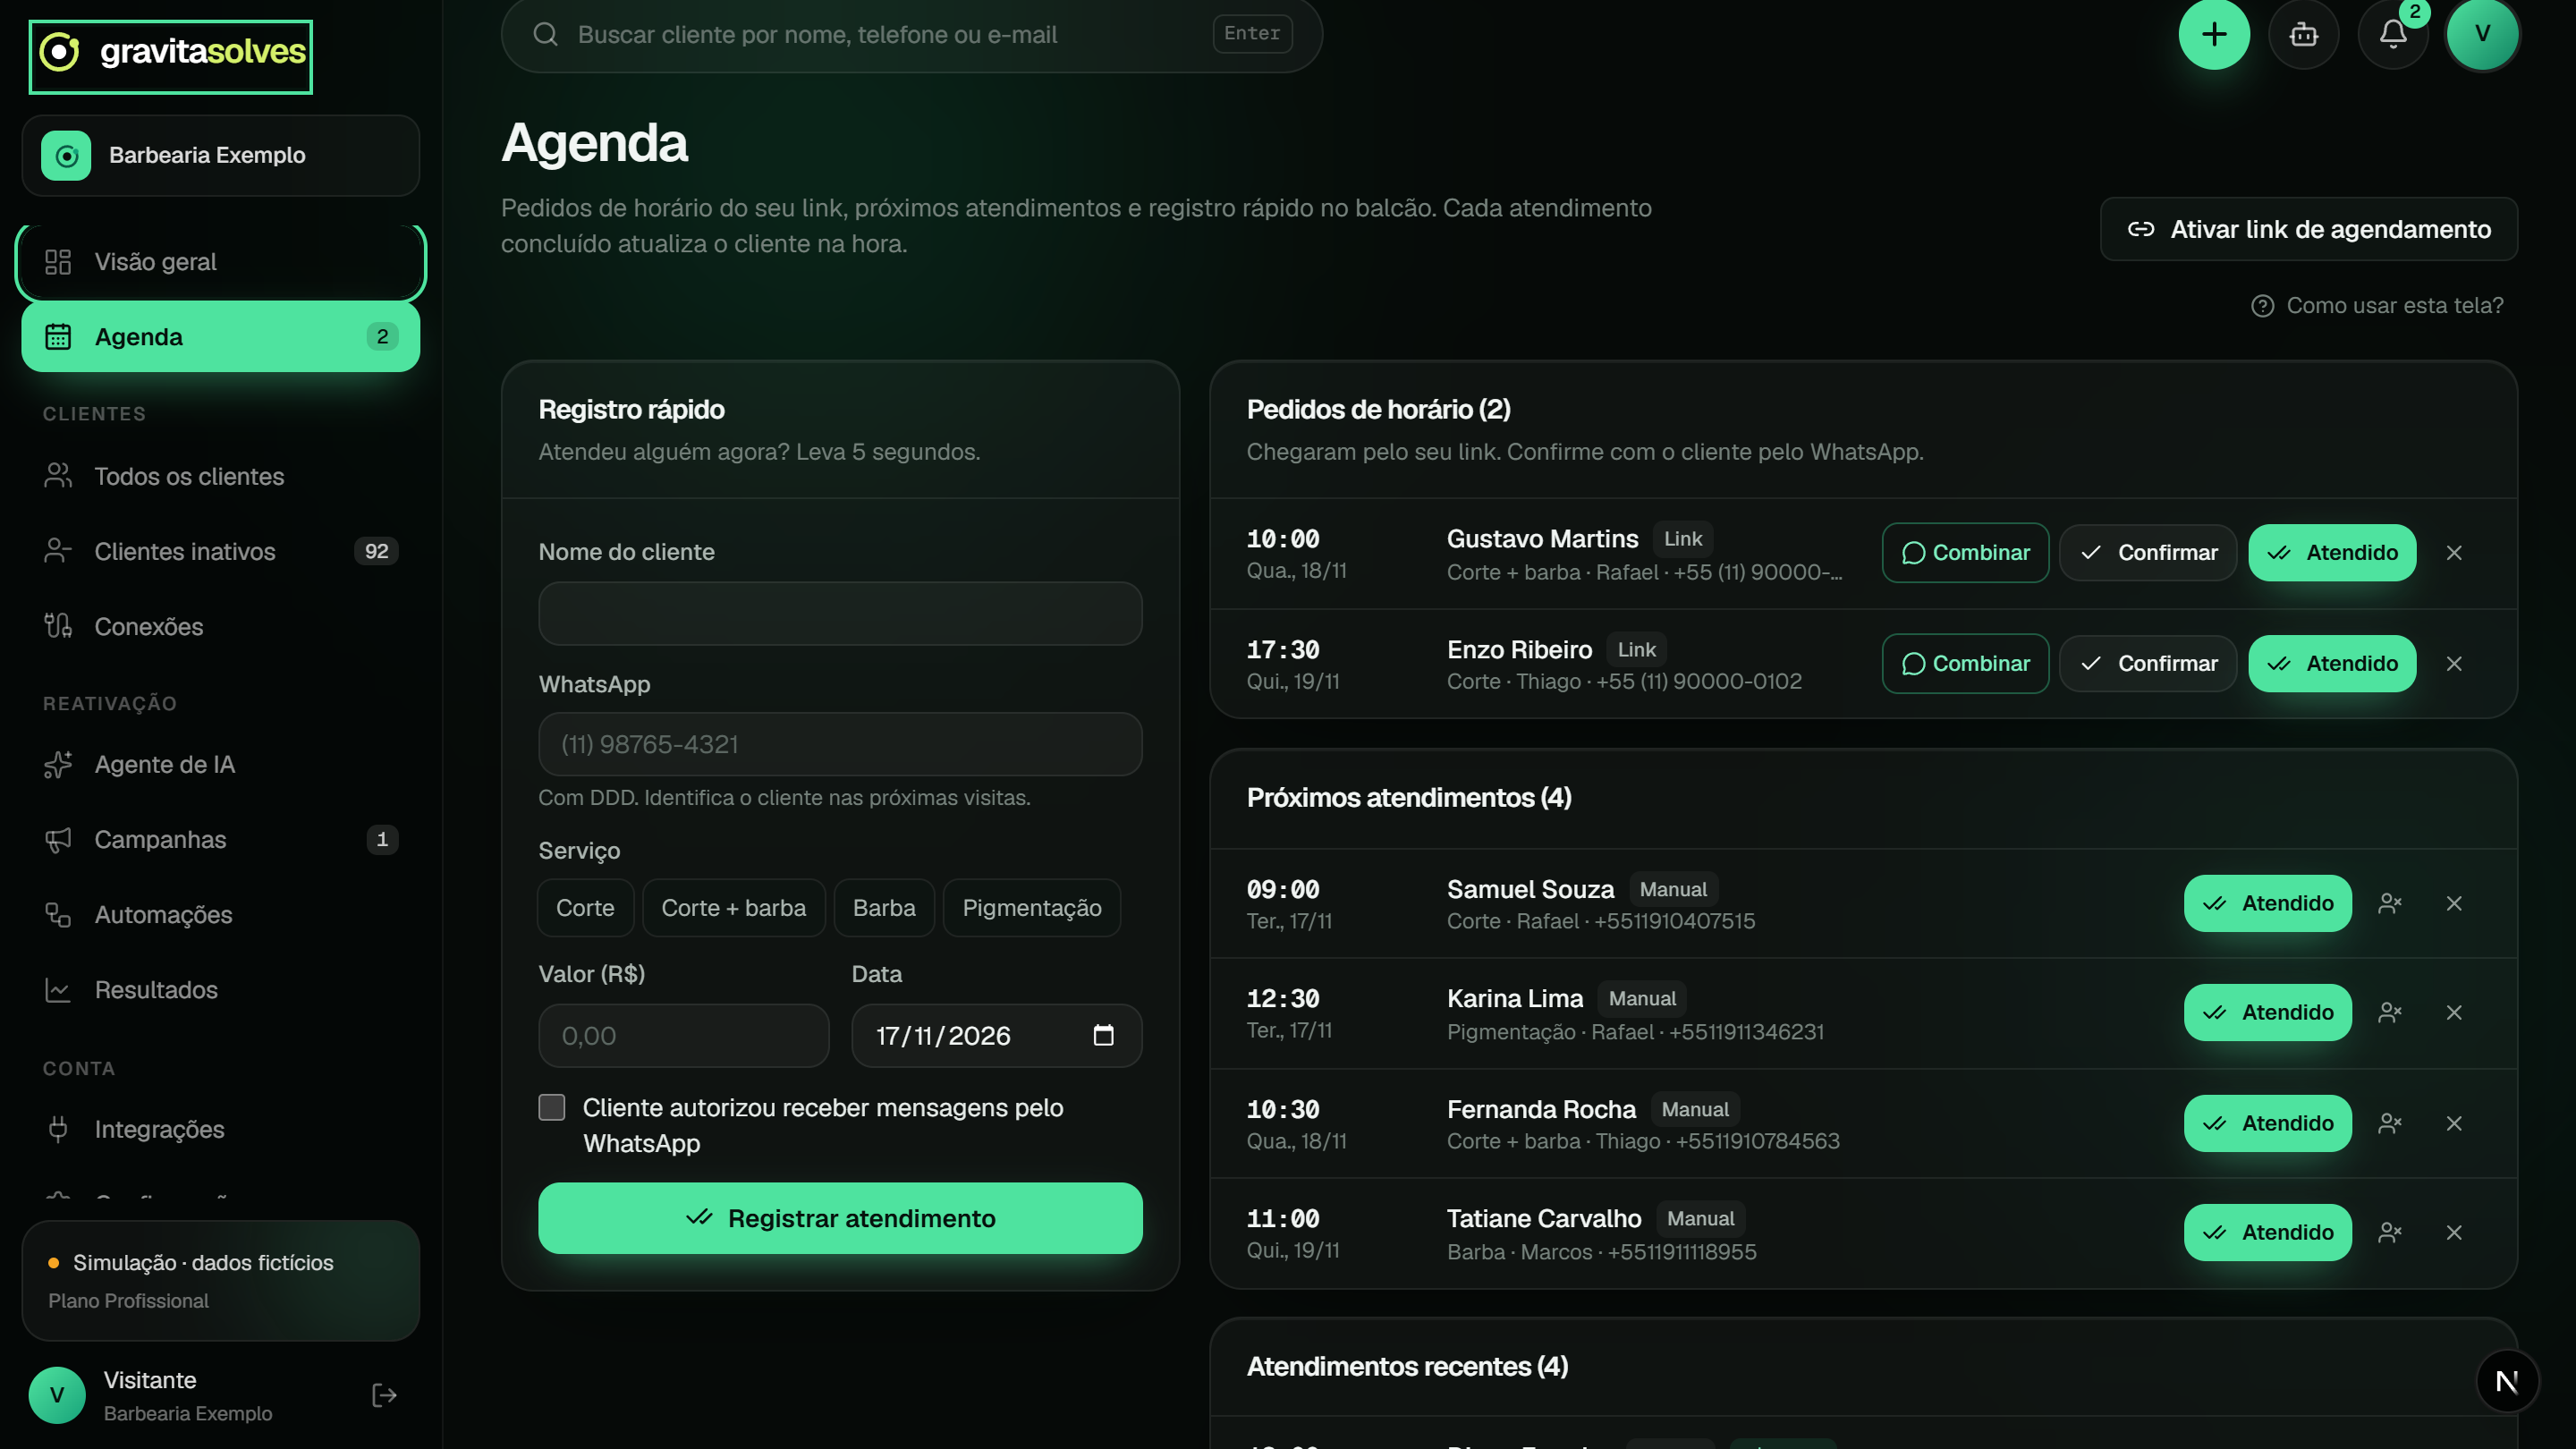 gravitasolves
Buscar cliente por nome, telefone ou e-mail
Enter
2
V
Barbearia Exemplo
Visão geral
Agenda
2
CLIENTES
Todos os clientes
Clientes inativos
92
Conexões
REATIVAÇÃO
Agente de IA
Campanhas
1
Automações
Resultados
CONTA
Integrações
Simulação · dados fictícios
Plano Profissional
V
Visitante
Barbearia Exemplo
Agenda
Pedidos de horário do seu link, próximos atendimentos e registro rápido no balcão. Cada atendimento
concluído atualiza o cliente na hora.
Ativar link de agendamento
Como usar esta tela?
Registro rápido
Atendeu alguém agora? Leva 5 segundos.
Nome do cliente
WhatsApp
(11) 98765-4321
Com DDD. Identifica o cliente nas próximas visitas.
Serviço
Corte
Corte + barba
Barba
Pigmentação
Valor (R$)
Data
0,00
17/11/2026
Cliente autorizou receber mensagens pelo
WhatsApp
Registrar atendimento
Pedidos de horário (2)
Chegaram pelo seu link. Confirme com o cliente pelo WhatsApp.
10:00
Gustavo Martins
Link
Qua., 18/11
Corte + barba · Rafael · +55 (11) 90000-…
Combinar
Confirmar
Atendido
17:30
Enzo Ribeiro
Link
Qui., 19/11
Corte · Thiago · +55 (11) 90000-0102
Combinar
Confirmar
Atendido
Próximos atendimentos (4)
09:00
Samuel Souza
Manual
Ter., 17/11
Corte · Rafael · +5511910407515
Atendido
12:30
Karina Lima
Manual
Ter., 17/11
Pigmentação · Rafael · +5511911346231
Atendido
10:30
Fernanda Rocha
Manual
Qua., 18/11
Corte + barba · Thiago · +5511910784563
Atendido
11:00
Tatiane Carvalho
Manual
Qui., 19/11
Barba · Marcos · +5511911118955
Atendido
Atendimentos recentes (4)
N